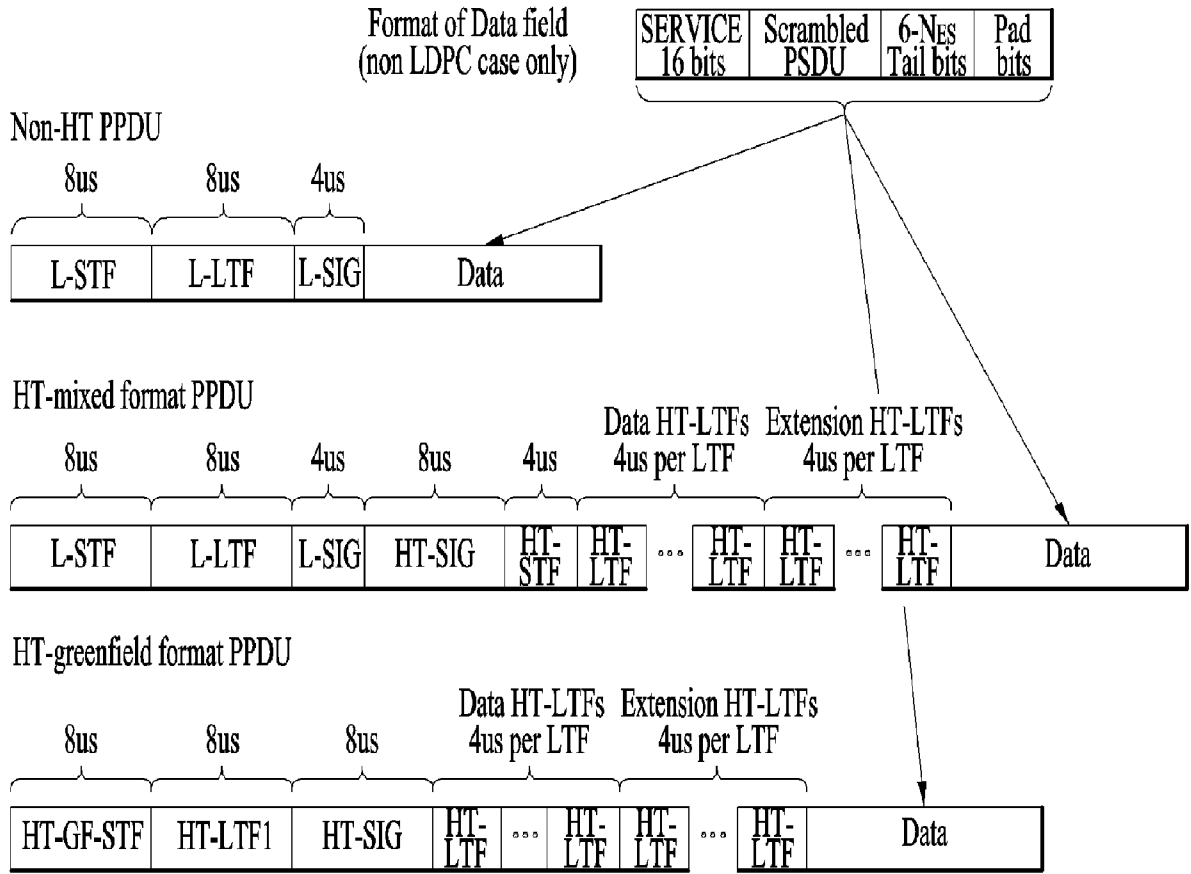 Format of Data field
(non LDPC case only)
SERVICE
16 bits
Scrambled
PSDU
6-NES
Tail bits
Pad
bits
Non-HT PPDU
8us
8us
4us
L-STF
L-LTF
L-SIG
Data
HT-mixed format PPDU
Data HT-LTFs
4us per LTF
Extension HT-LTFs
4us per LTF
8us
8us
4us
8us
4us
L-STF
L-LTF
L-SIG
HT-SIG
HT-
STF
HT-
LTF
°°°
HT-
LTF
HT-
LTF
°°°
HT-
LTF
Data
HT-greenfield format PPDU
Data HT-LTFs
4us per LTF
Extension HT-LTFs
4us per LTF
8us
8us
8us
HT-GF-STF
HT-LTF1
HT-SIG
HT-
LTF
°°°
HT-
LTF
HT-
LTF
°°°
HT-
LTF
Data